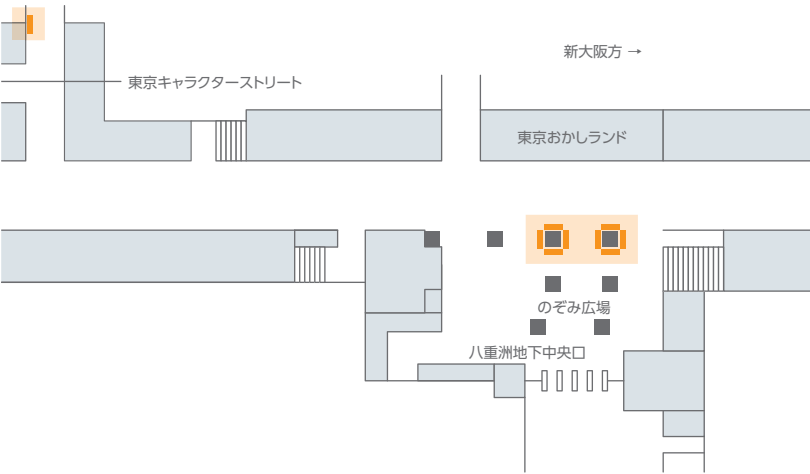 新大阪方 →
東京キャラクターストリート
東京おかしランド
のぞみ広場
八重洲地下中央口